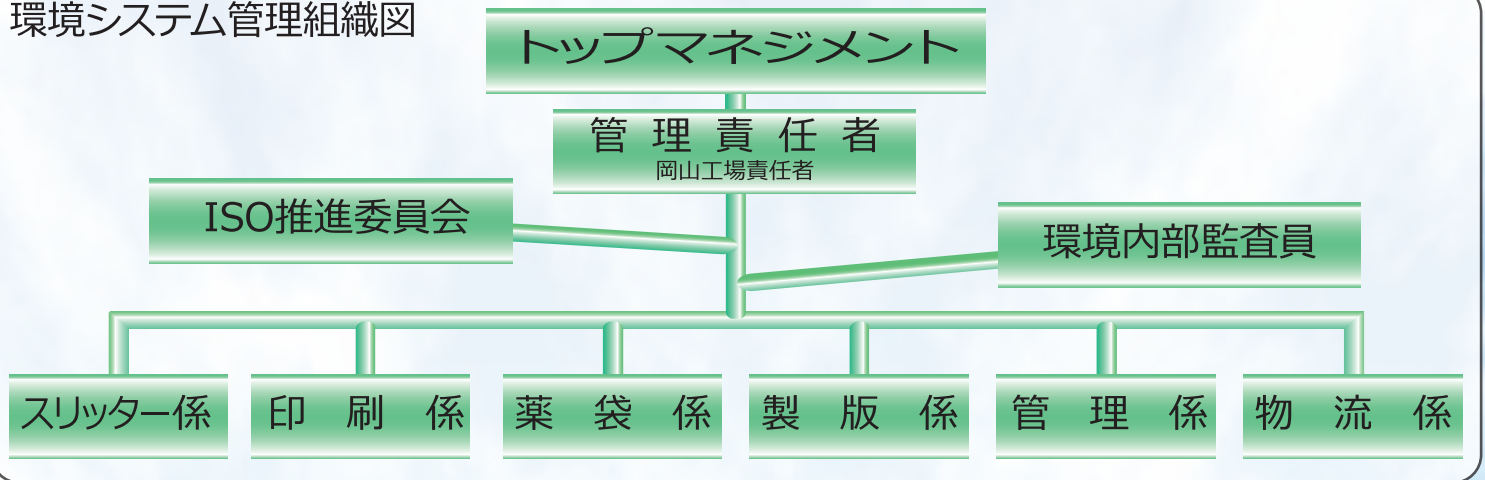 環境システム管理組織図
トップマネジメント
管理責任者
岡山工場責任者
ISO推進委員会
環境内部監査員
スリッター係
印刷係
薬袋係
製版係
管理係
物流係